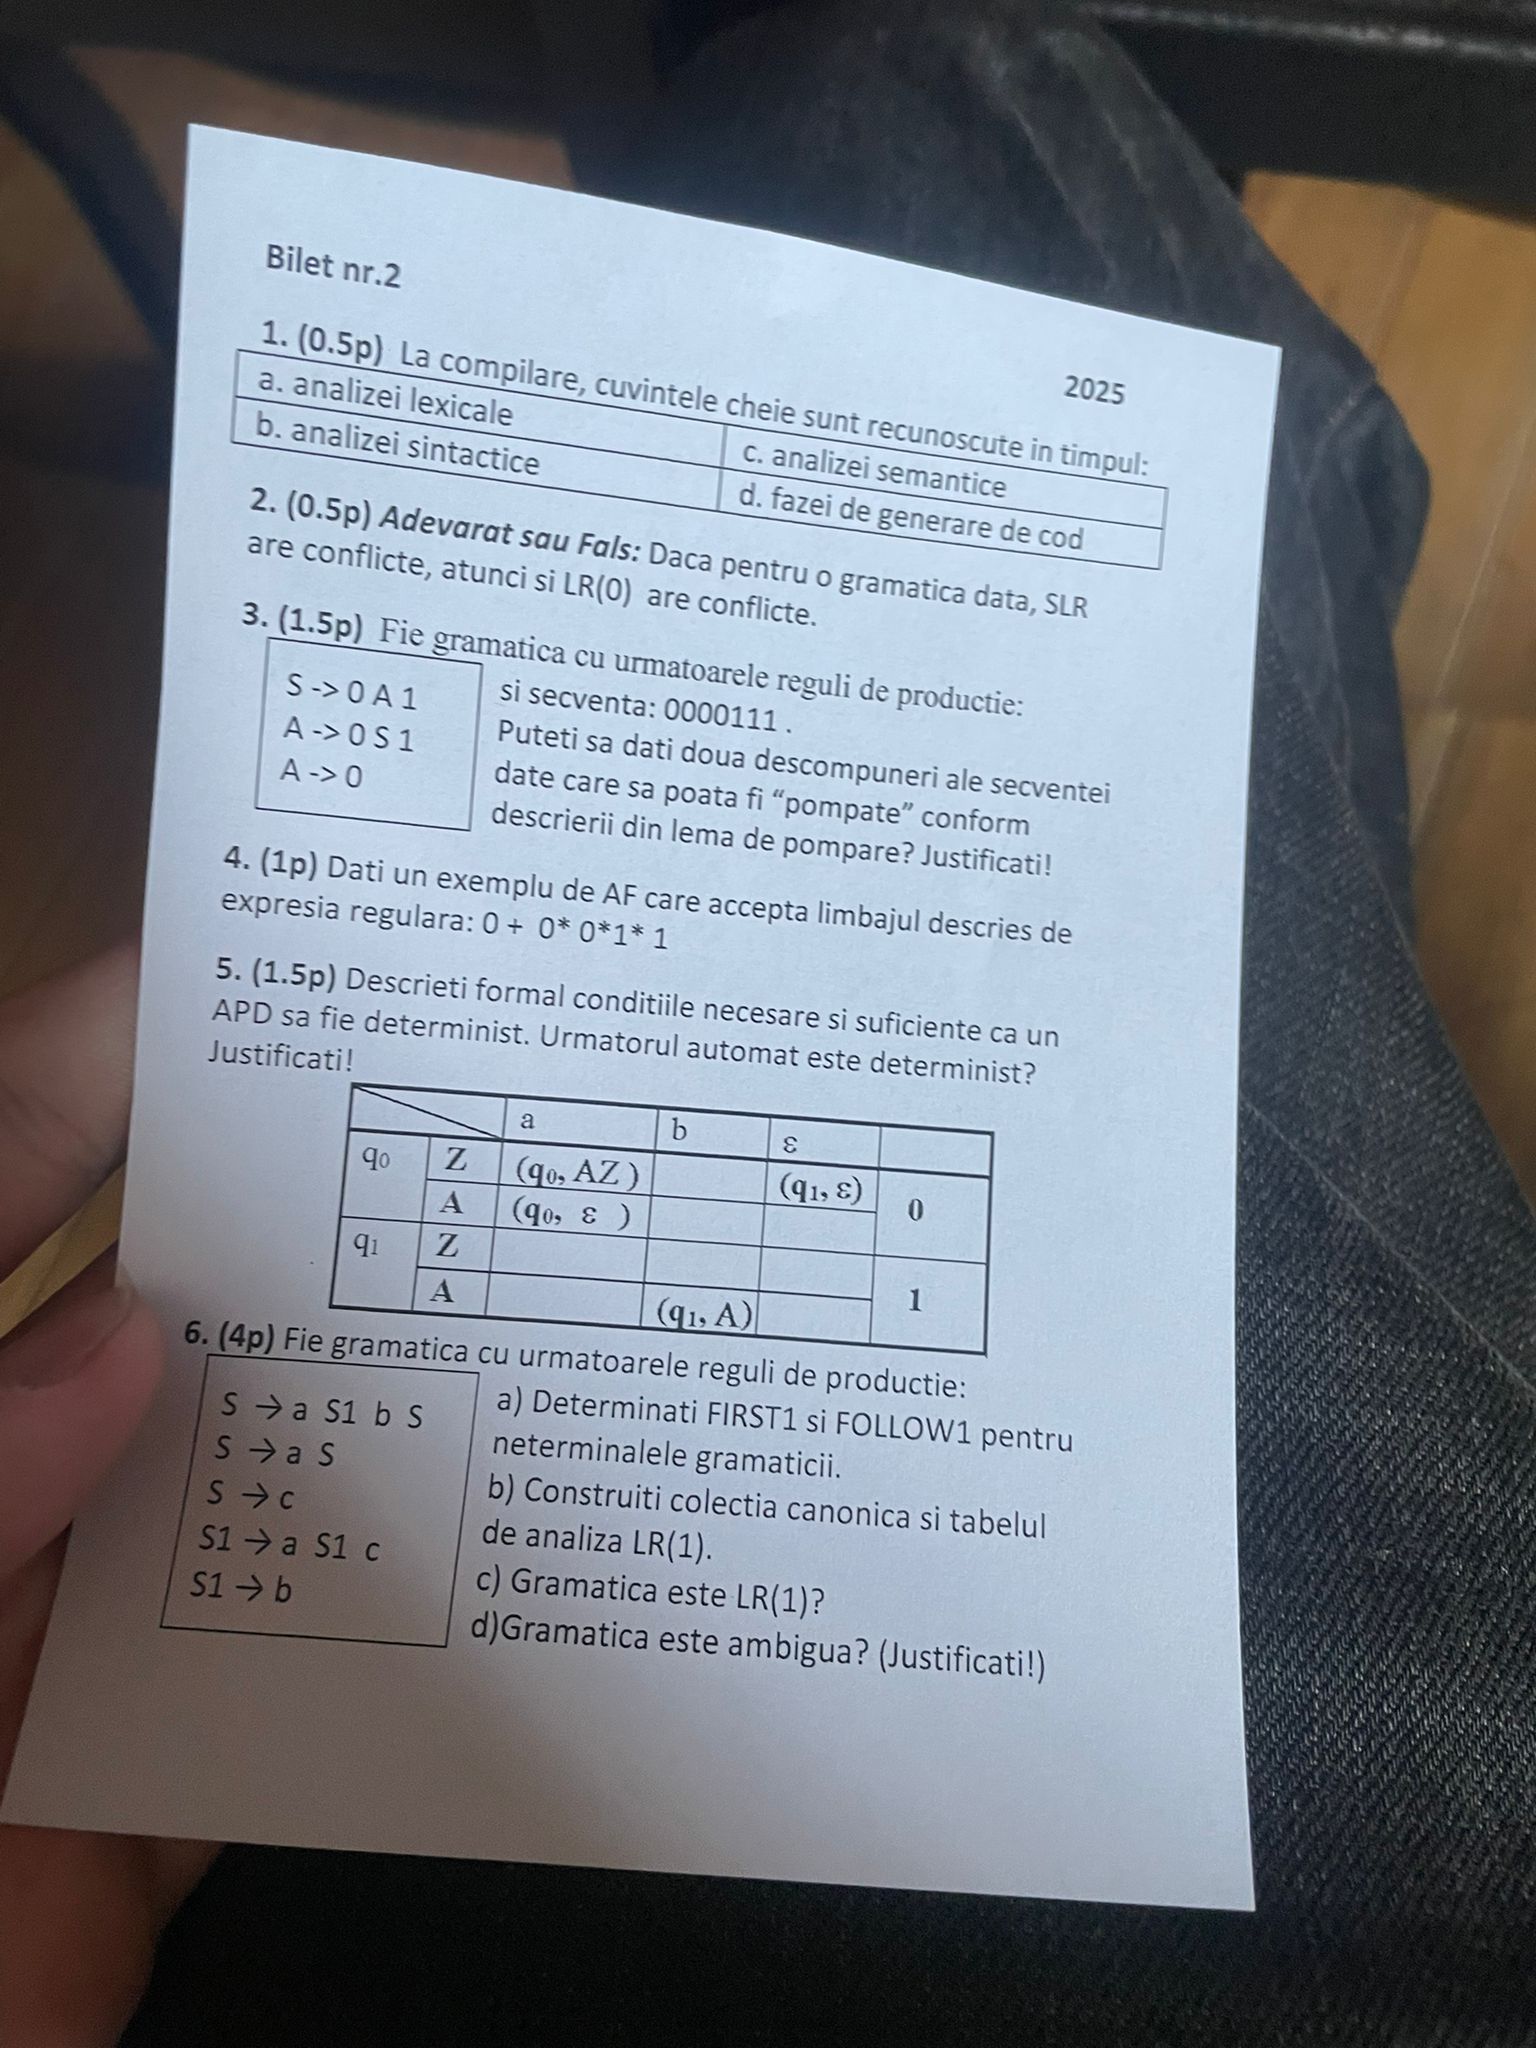 Bilet nr.2
2025
1. (0.5p) La compilare, cuvintele cheie sunt recunoscute in timpul:
a. analizei lexicale
c. analizei semantice
b. analizei sintactice
d. fazei de generare de cod
2. (0.5p) Adevarat sau Fals: Daca pentru o gramatica data, SLR
are conflicte, atunci si LR(0) are conflicte.
3. (1.5p) Fie gramatica cu urmatoarele reguli de productie:
S -> 0 A 1
A -> 0 S 1
A -> 0
si secventa: 0000111 .
Puteti sa dati doua descompuneri ale secventei
date care sa poata fi “pompate” conform
descrierii din lema de pompare? Justificati!
4. (1p) Dati un exemplu de AF care accepta limbajul descries de
expresia regulara: 0 + 0* 0*1* 1
5. (1.5p) Descrieti formal conditiile necesare si suficiente ca un
APD sa fie determinist. Urmatorul automat este determinist?
Justificati!
a b ε
q0 Z (q0, AZ ) (q1, ε) 0
A (q0, ε )
q1 Z 1
A (q1, A)
6. (4p) Fie gramatica cu urmatoarele reguli de productie:
S → a S1 b S
S → a S
S → c
S1 → a S1 c
S1 → b
a) Determinati FIRST1 si FOLLOW1 pentru
neterminalele gramaticii.
b) Construiti colectia canonica si tabelul
de analiza LR(1).
c) Gramatica este LR(1)?
d)Gramatica este ambigua? (Justificati!)